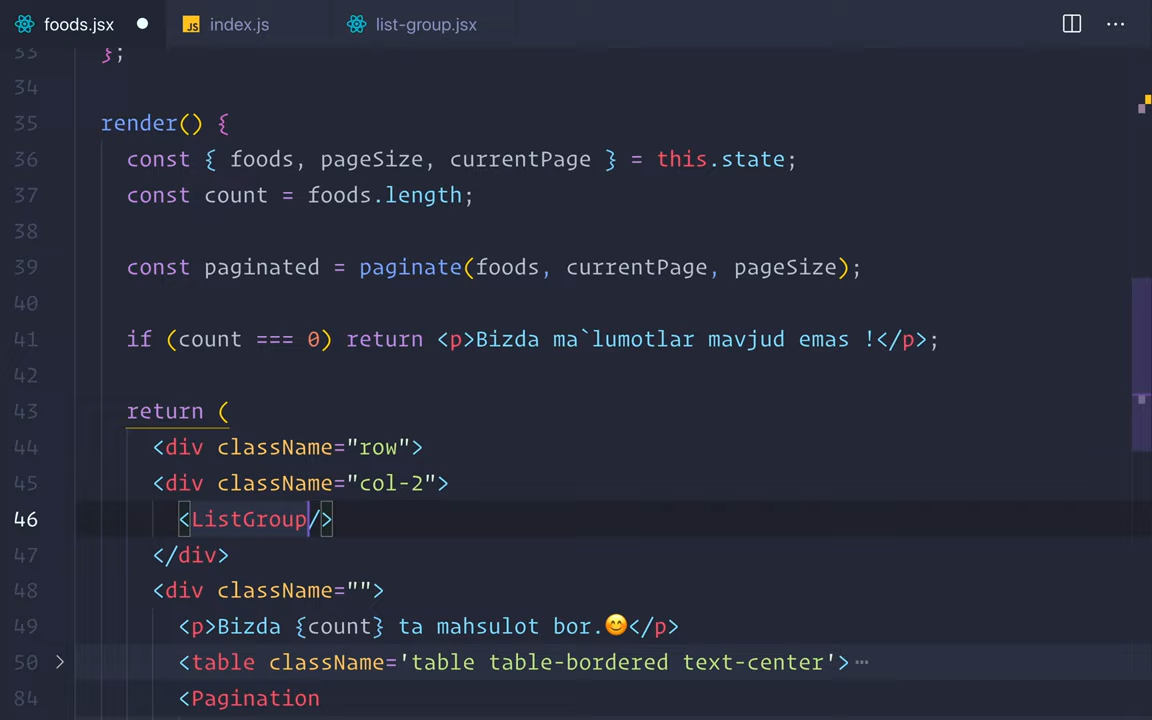 foods.jsx JS index.js list-group.jsx
33 };
34
35 render() {
36 const { foods, pageSize, currentPage } = this.state;
37 const count = foods.length;
38
39 const paginated = paginate(foods, currentPage, pageSize);
40
41 if (count === 0) return <p>Bizda ma`lumotlar mavjud emas !</p>;
42
43 return (
44 <div className="row">
45 <div className="col-2">
46 <ListGroup/>
47 </div>
48 <div className="">
49 <p>Bizda {count} ta mahsulot bor.😊</p>
50 <table className='table table-bordered text-center'>
84 <Pagination